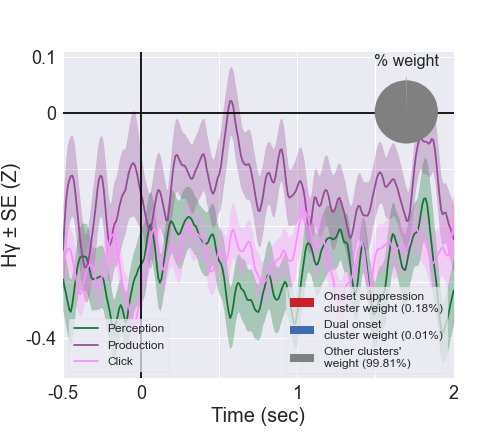 % weight
0.1
0
-0.4
Hγ ± SE (Z)
Perception
Production
Click
Onset suppression
cluster weight (0.18%)
Dual onset
cluster weight (0.01%)
Other clusters'
weight (99.81%)
-0.5
0
1
2
Time (sec)